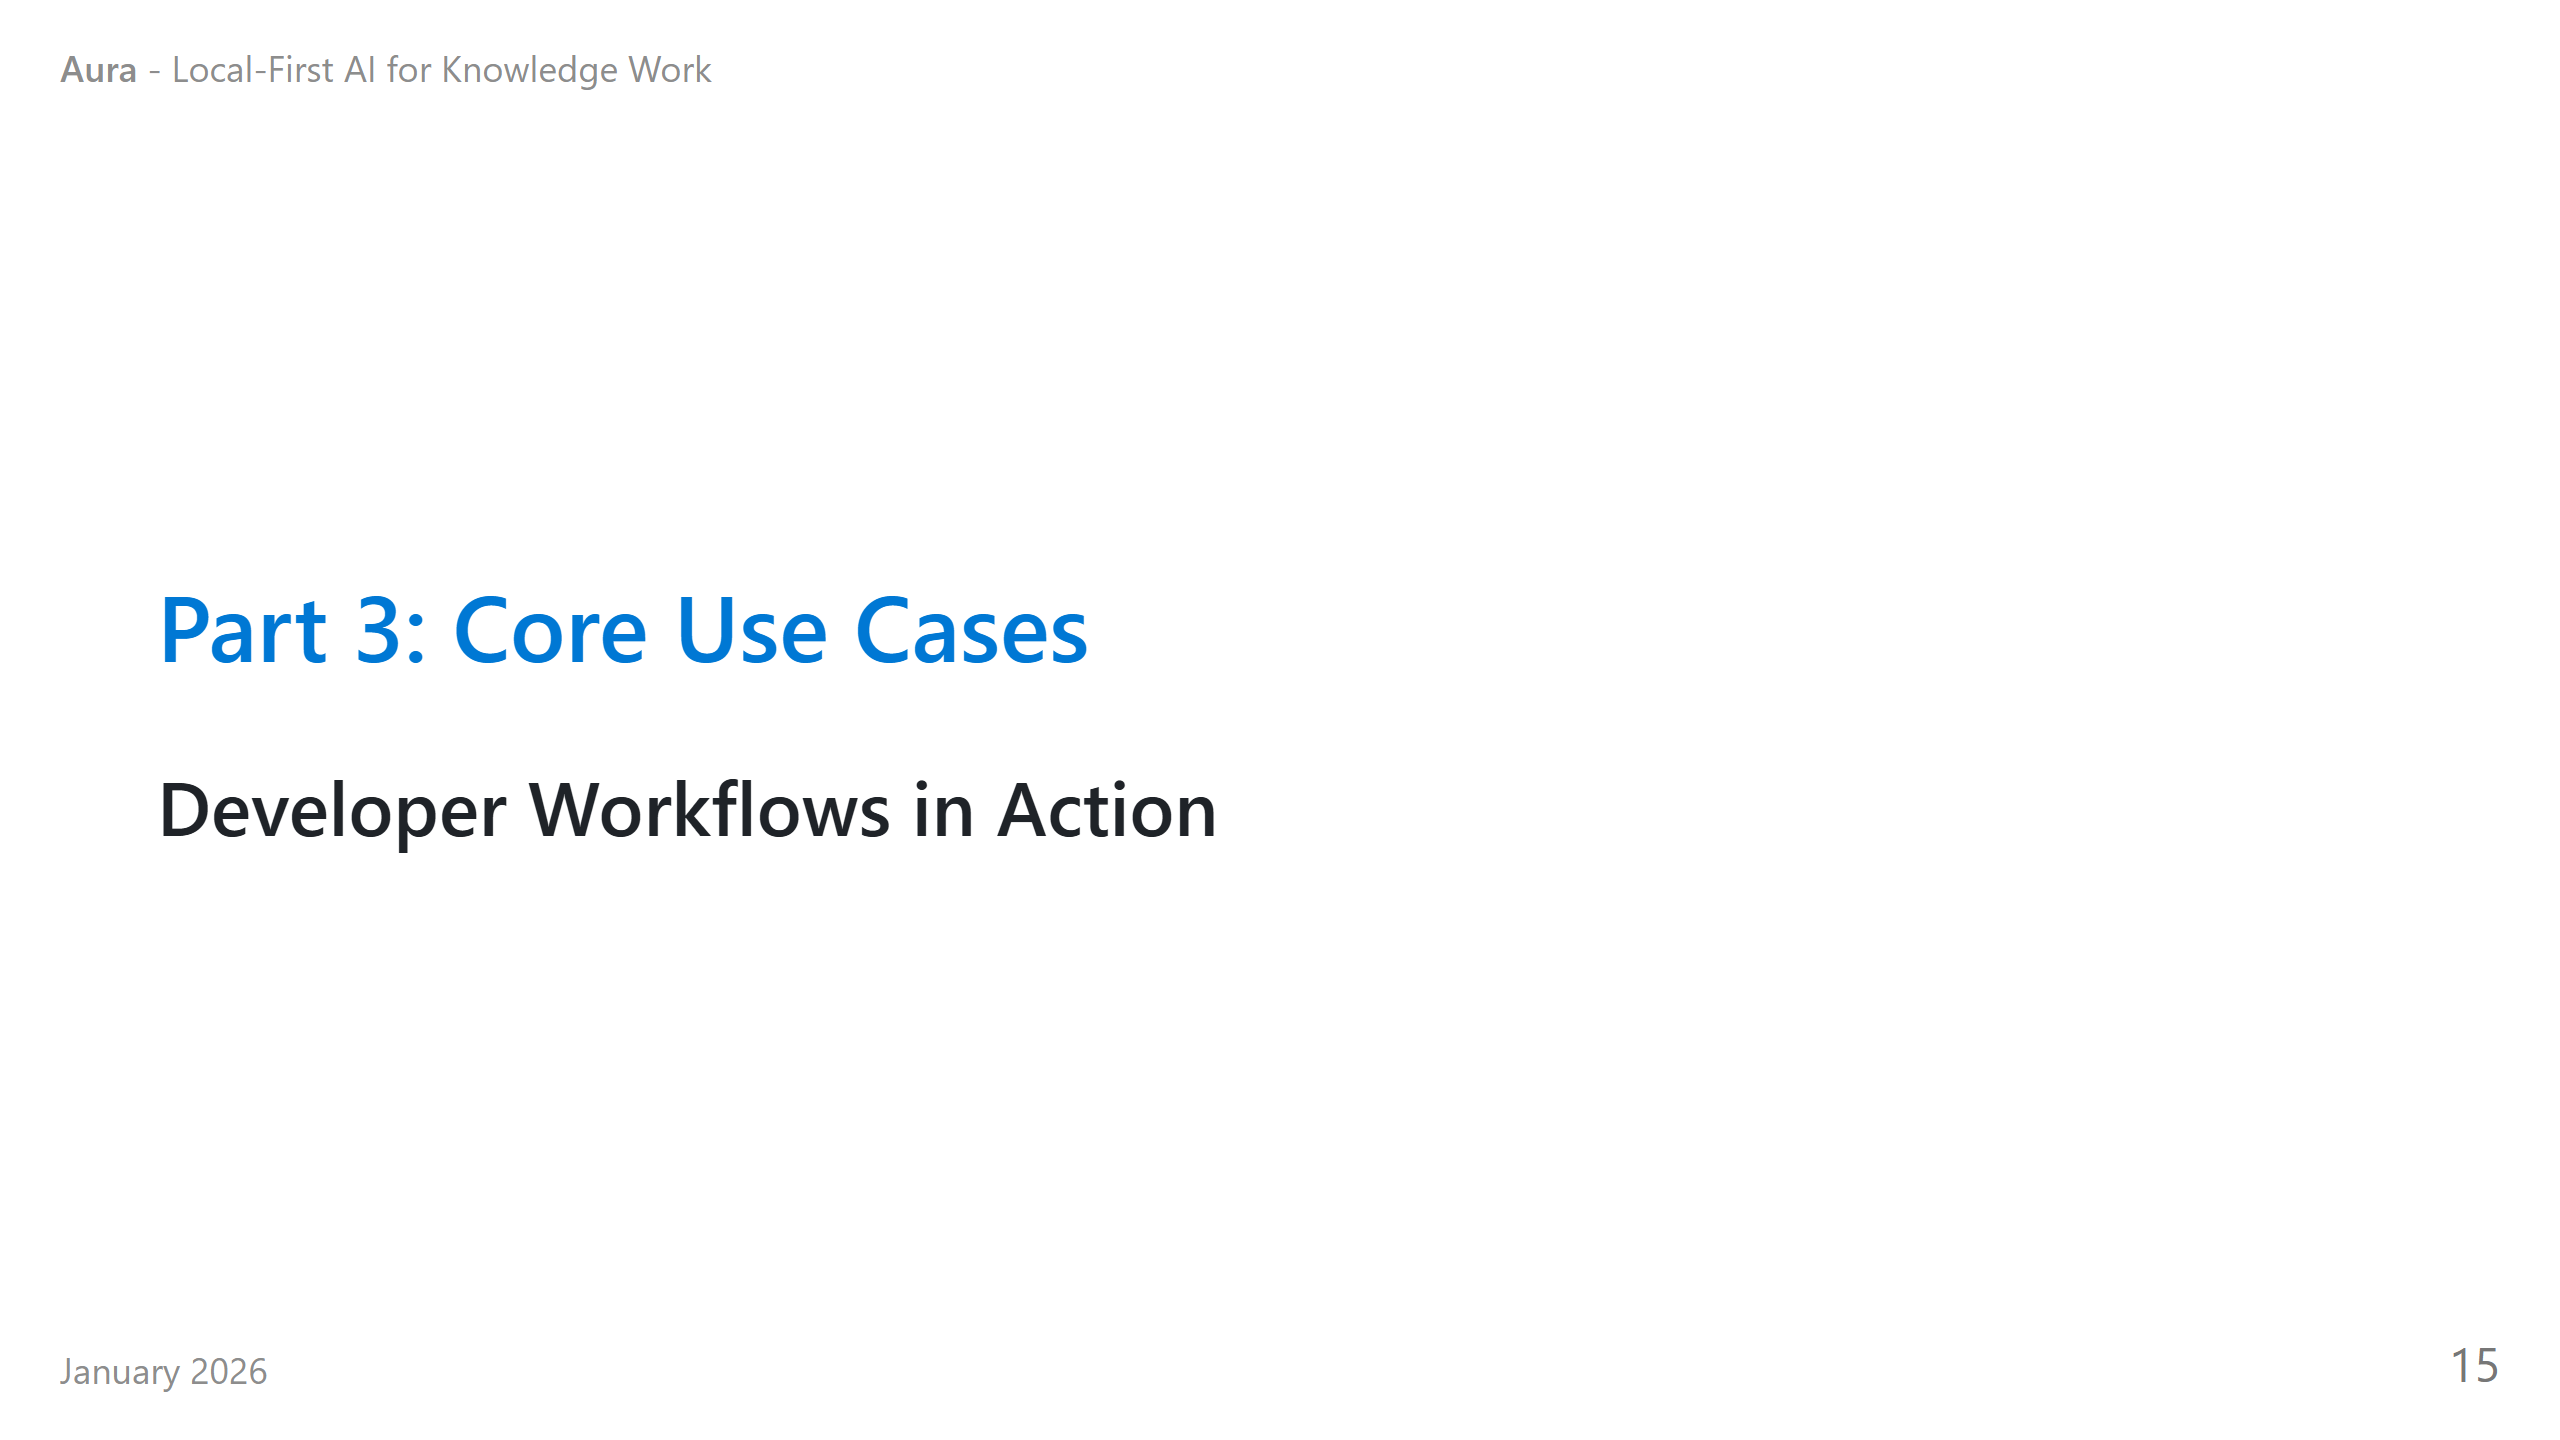 Aura - Local-First AI for Knowledge Work
Part 3: Core Use Cases
Developer Workflows in Action
January 2026
15